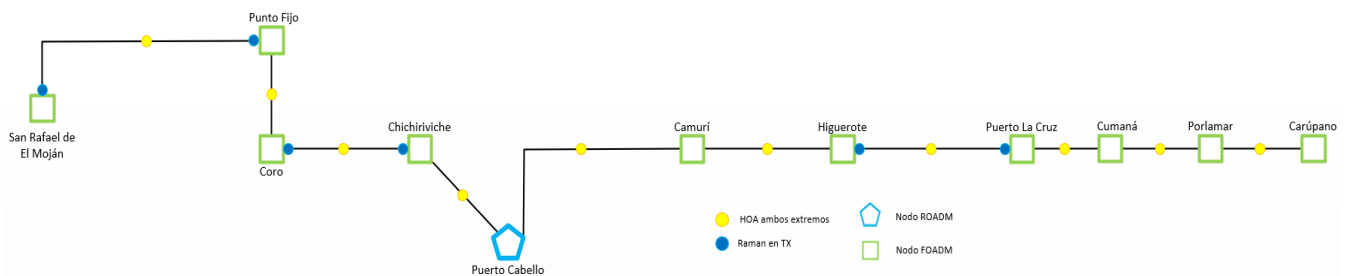 Punto Fijo
San Rafael de
El Moján
Chichiriviche
Camurí
Higuerote
Puerto La Cruz
Cumaná
Porlamar
Carúpano
Coro
Puerto Cabello
HOA ambos extremos
Raman en TX
Nodo ROADM
Nodo FOADM